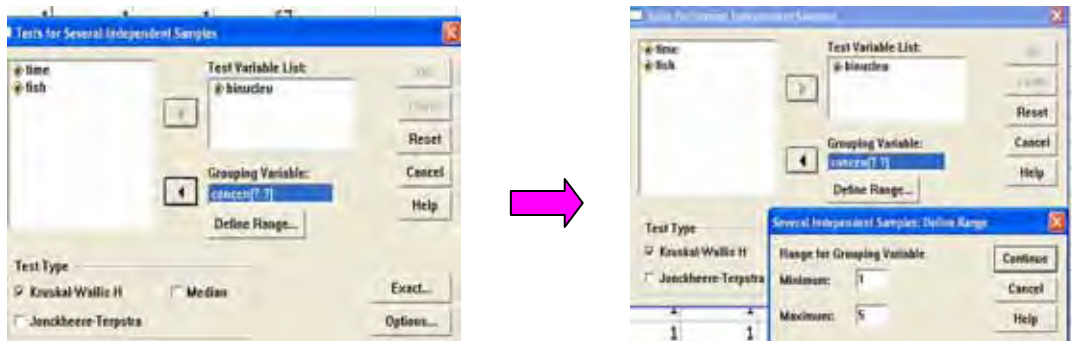 Tests for Several Independent Samples
time
fish
Test Variable List:
binucleu
Reset
Grouping Variable:
concen(? ?)
Cancel
Help
Define Range...
Test Type
Kruskal-Wallis H
Median
Jonckheere-Terpstra
Exact...
Options...
time
fish
Test Variable List:
binucleu
Reset
Grouping Variable:
concen(? ?)
Cancel
Help
Define Range...
Test Type
Kruskal-Wallis H
Jonckheere-Terpstra
Several Independent Samples: Define Range
Range for Grouping Variable
Minimum: 1
Maximum: 5
Continue
Cancel
Help
1 1
1 1